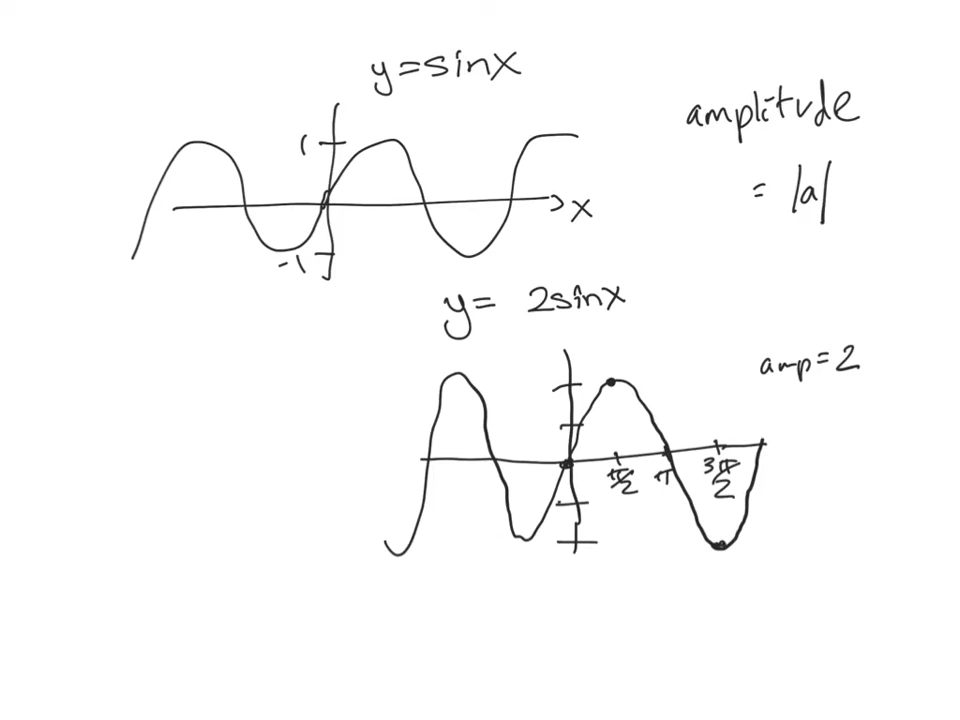 y=sinx
amplitude
= |a|
1
x
-1
y= 2sinx
amp=2
π/2 π 3π/2